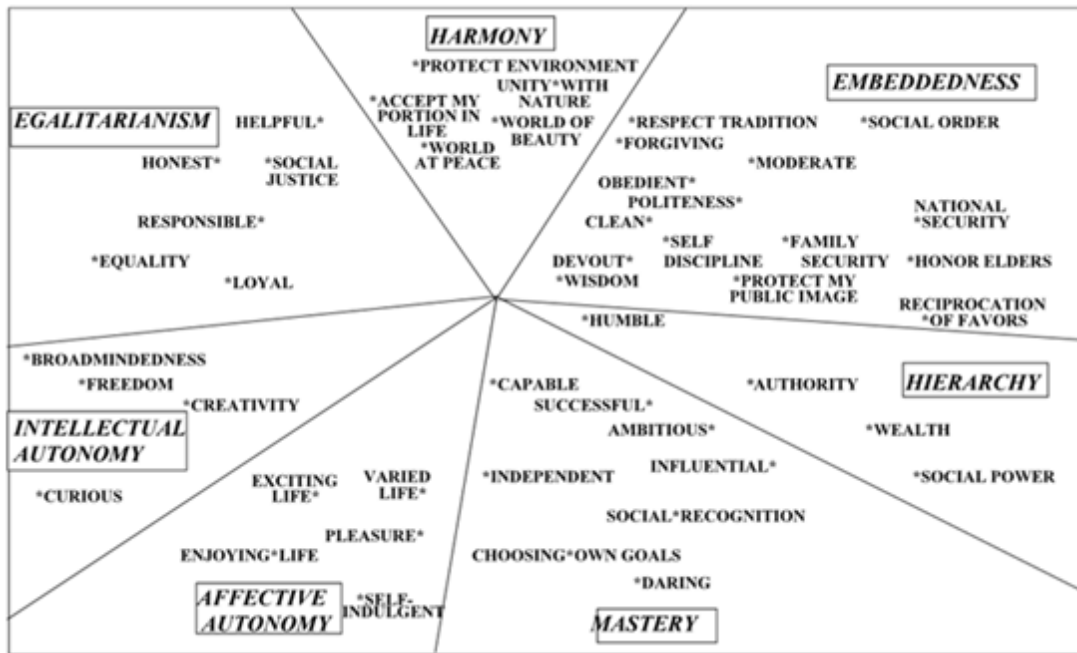 HARMONY
*PROTECT ENVIRONMENT
UNITY*WITH
NATURE
*ACCEPT MY
PORTION IN
LIFE
*WORLD OF
BEAUTY
*WORLD
AT PEACE
EGALITARIANISM
HELPFUL*
HONEST*
*SOCIAL
JUSTICE
RESPONSIBLE*
*EQUALITY
*LOYAL
EMBEDDEDNESS
*RESPECT TRADITION
*SOCIAL ORDER
*FORGIVING
*MODERATE
OBEDIENT*
POLITENESS*
NATIONAL
*SECURITY
CLEAN*
*SELF
DISCIPLINE
*FAMILY
SECURITY
DEVOUT*
*HONOR ELDERS
*WISDOM
*PROTECT MY
PUBLIC IMAGE
RECIPROCATION
*OF FAVORS
*HUMBLE
*BROADMINDEDNESS
*FREEDOM
*CREATIVITY
INTELLECTUAL
AUTONOMY
*CURIOUS
*CAPABLE
SUCCESSFUL*
AMBITIOUS*
*INDEPENDENT
INFLUENTIAL*
SOCIAL*RECOGNITION
CHOOSING*OWN GOALS
*DARING
MASTERY
*AUTHORITY
HIERARCHY
*WEALTH
*SOCIAL POWER
EXCITING
LIFE*
VARIED
LIFE*
PLEASURE*
ENJOYING*LIFE
AFFECTIVE
AUTONOMY
*SELF-
INDULGENT